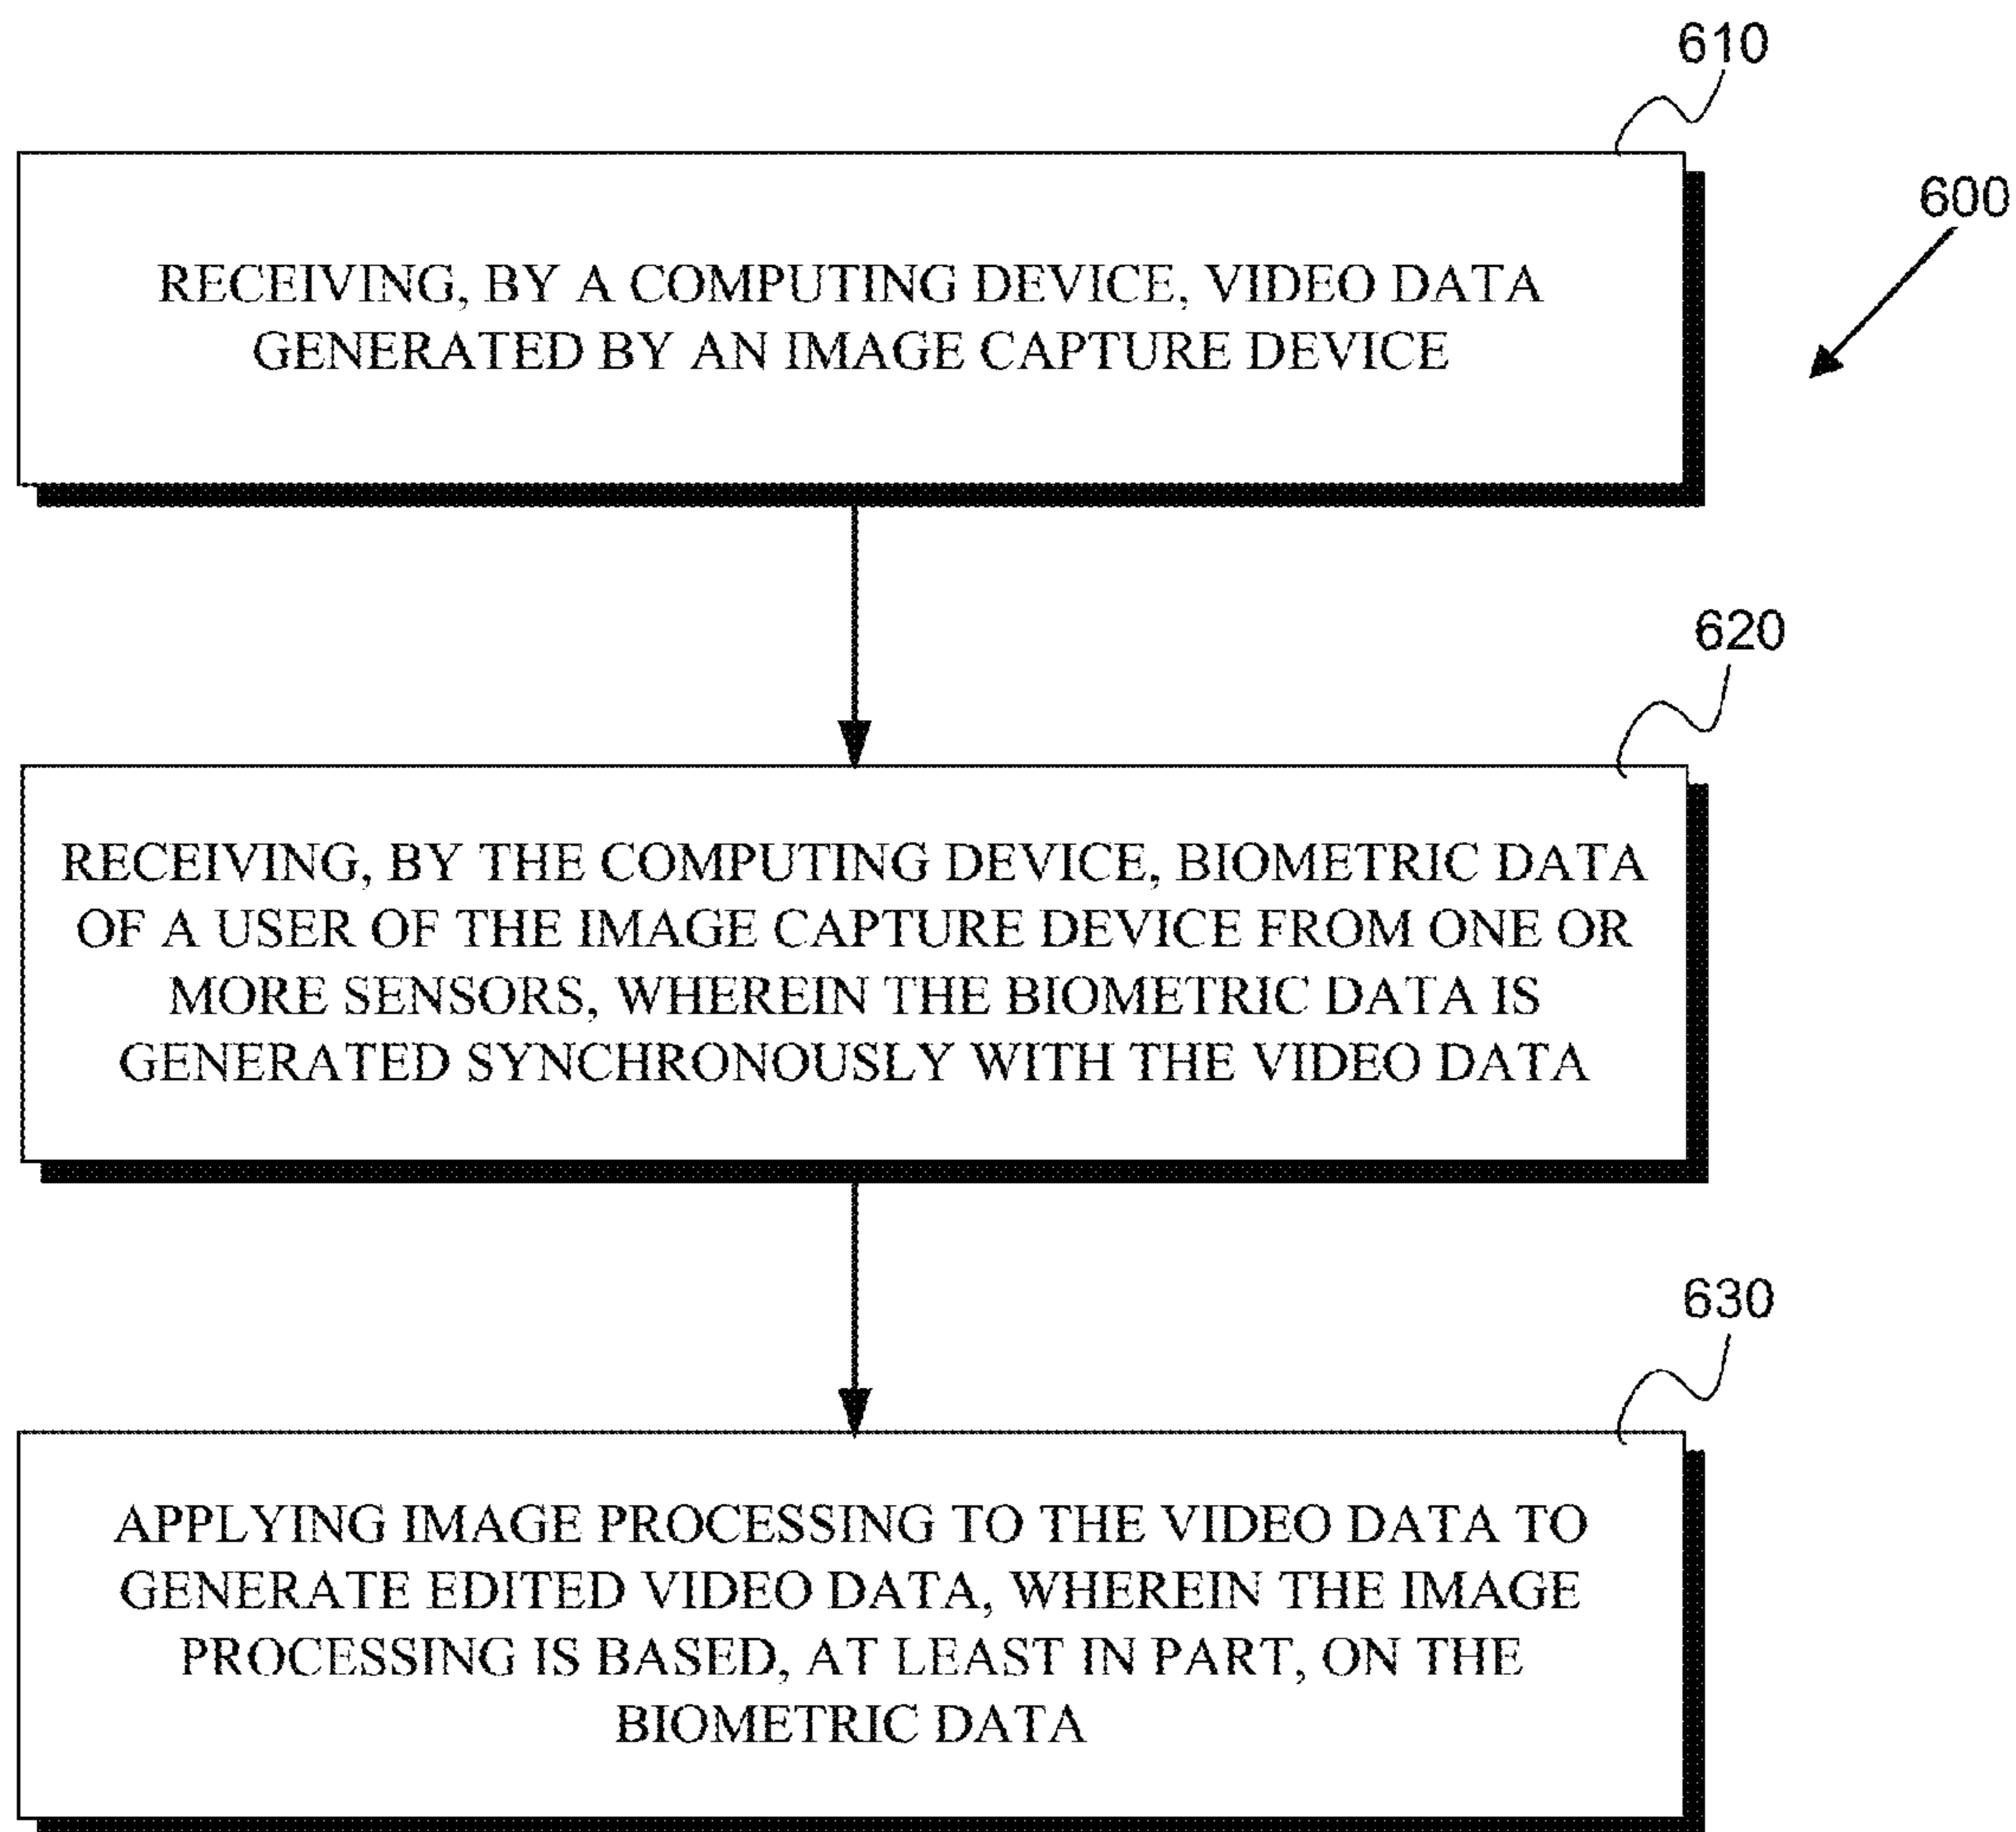 610
600
RECEIVING, BY A COMPUTING DEVICE, VIDEO DATA
GENERATED BY AN IMAGE CAPTURE DEVICE
620
RECEIVING, BY THE COMPUTING DEVICE, BIOMETRIC DATA
OF A USER OF THE IMAGE CAPTURE DEVICE FROM ONE OR
MORE SENSORS, WHEREIN THE BIOMETRIC DATA IS
GENERATED SYNCHRONOUSLY WITH THE VIDEO DATA
630
APPLYING IMAGE PROCESSING TO THE VIDEO DATA TO
GENERATE EDITED VIDEO DATA, WHEREIN THE IMAGE
PROCESSING IS BASED, AT LEAST IN PART, ON THE
BIOMETRIC DATA